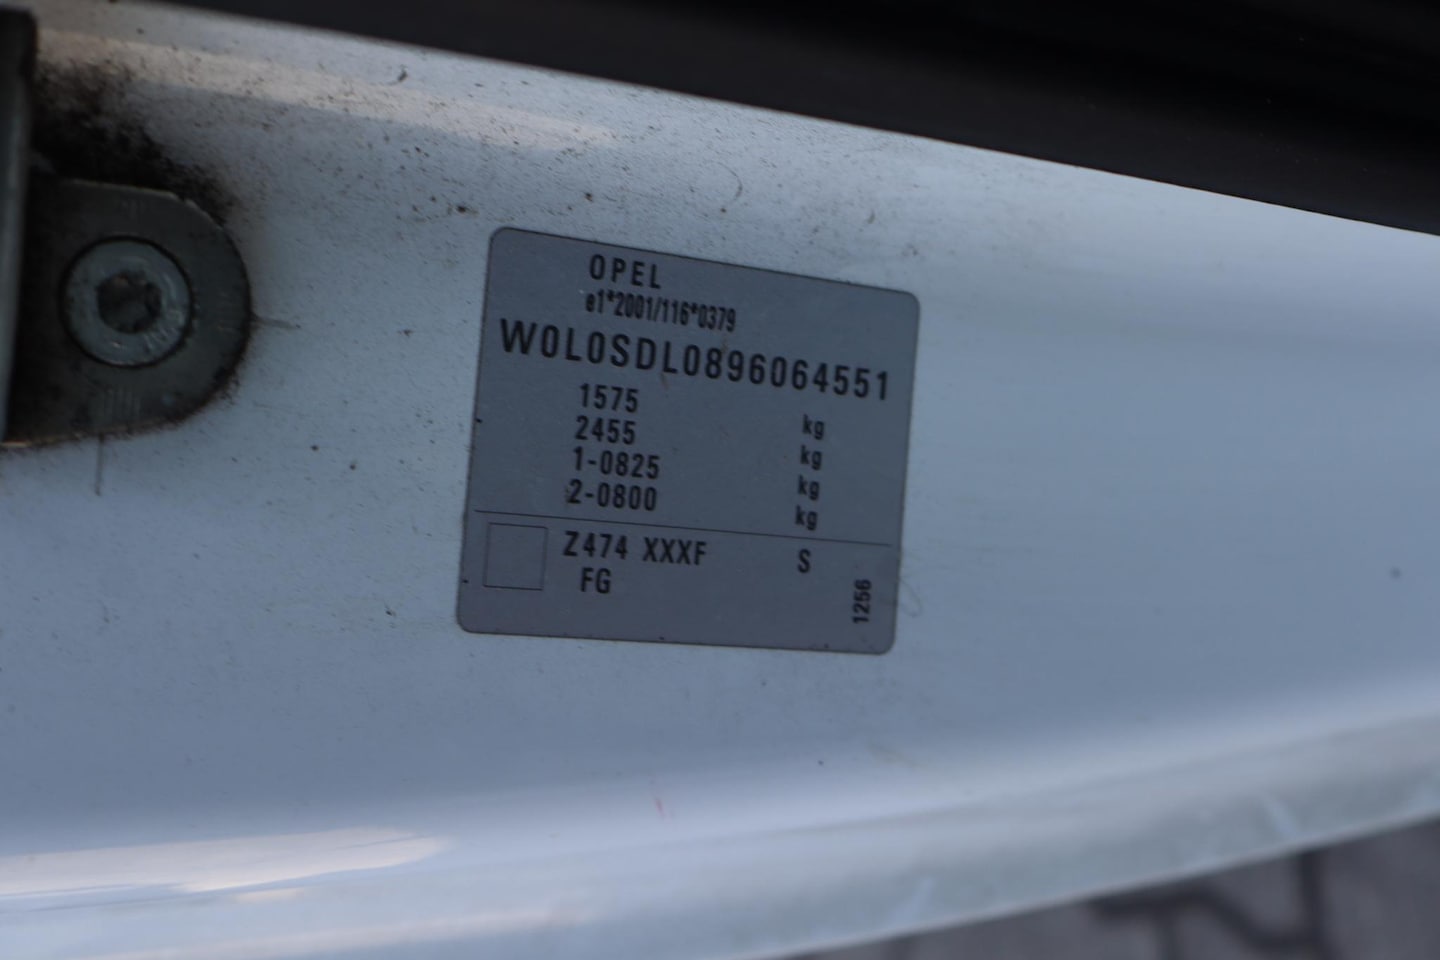 OPEL
e1*2001/116*0379
W0L0SDL0896064551
1575 kg
2455 kg
1-0825 kg
2-0800 kg
Z474 XXXF S
FG
1256